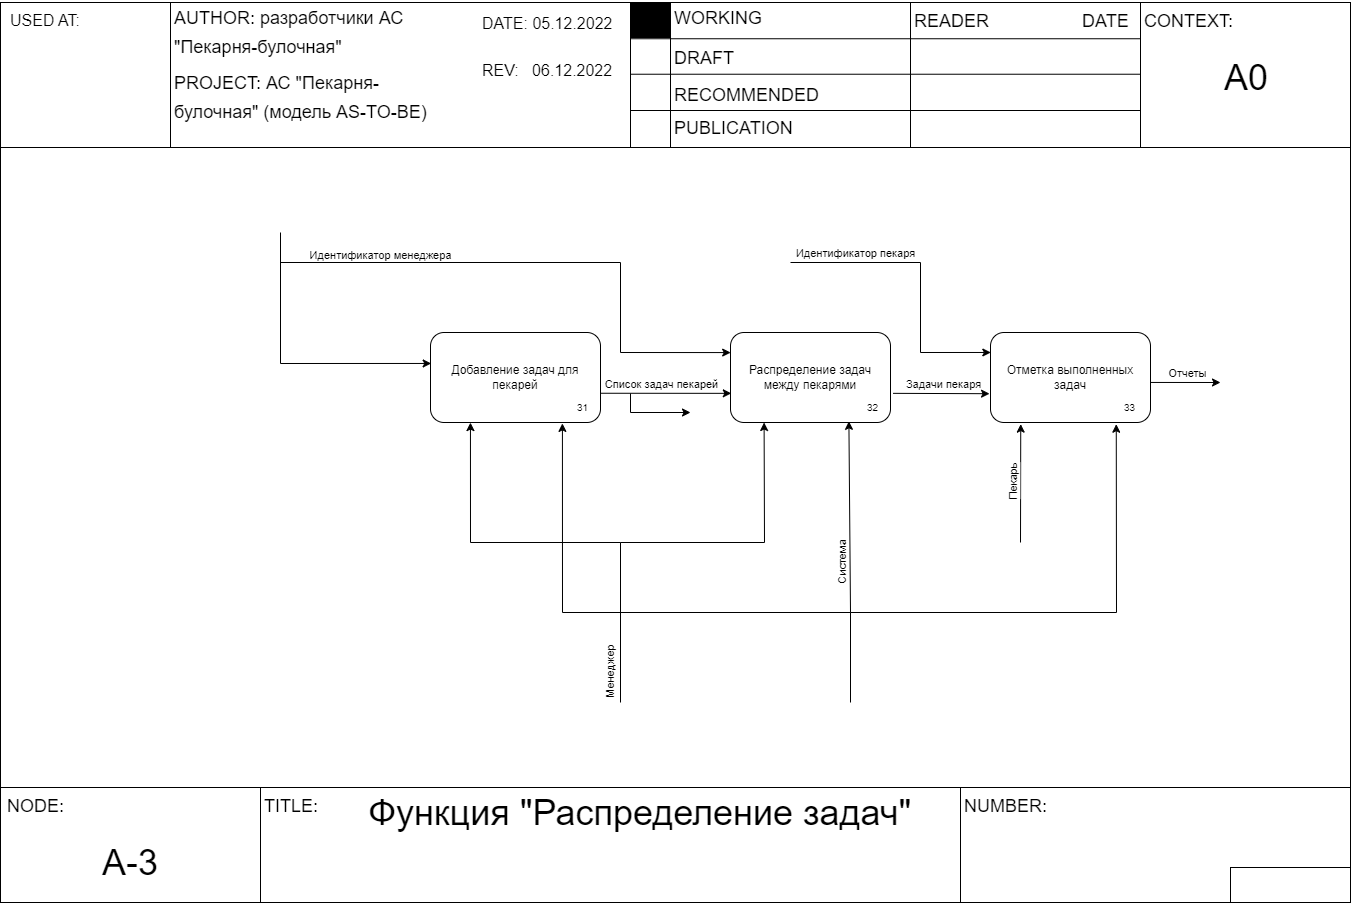 USED AT:
AUTHOR: разработчики АС
"Пекарня-булочная"
PROJECT: АС "Пекарня-
булочная" (модель AS-TO-BE)
DATE: 05.12.2022
REV: 06.12.2022
WORKING
DRAFT
RECOMMENDED
PUBLICATION
READER DATE
CONTEXT:
A0
Идентификатор менеджера
Идентификатор пекаря
Добавление задач для
пекарей
31
Список задач пекарей
Распределение задач
между пекарями
32
Задачи пекаря
Отметка выполненных
задач
33
Отчеты
Пекарь
Система
Менеджер
NODE:
A-3
TITLE:
Функция "Распределение задач"
NUMBER: